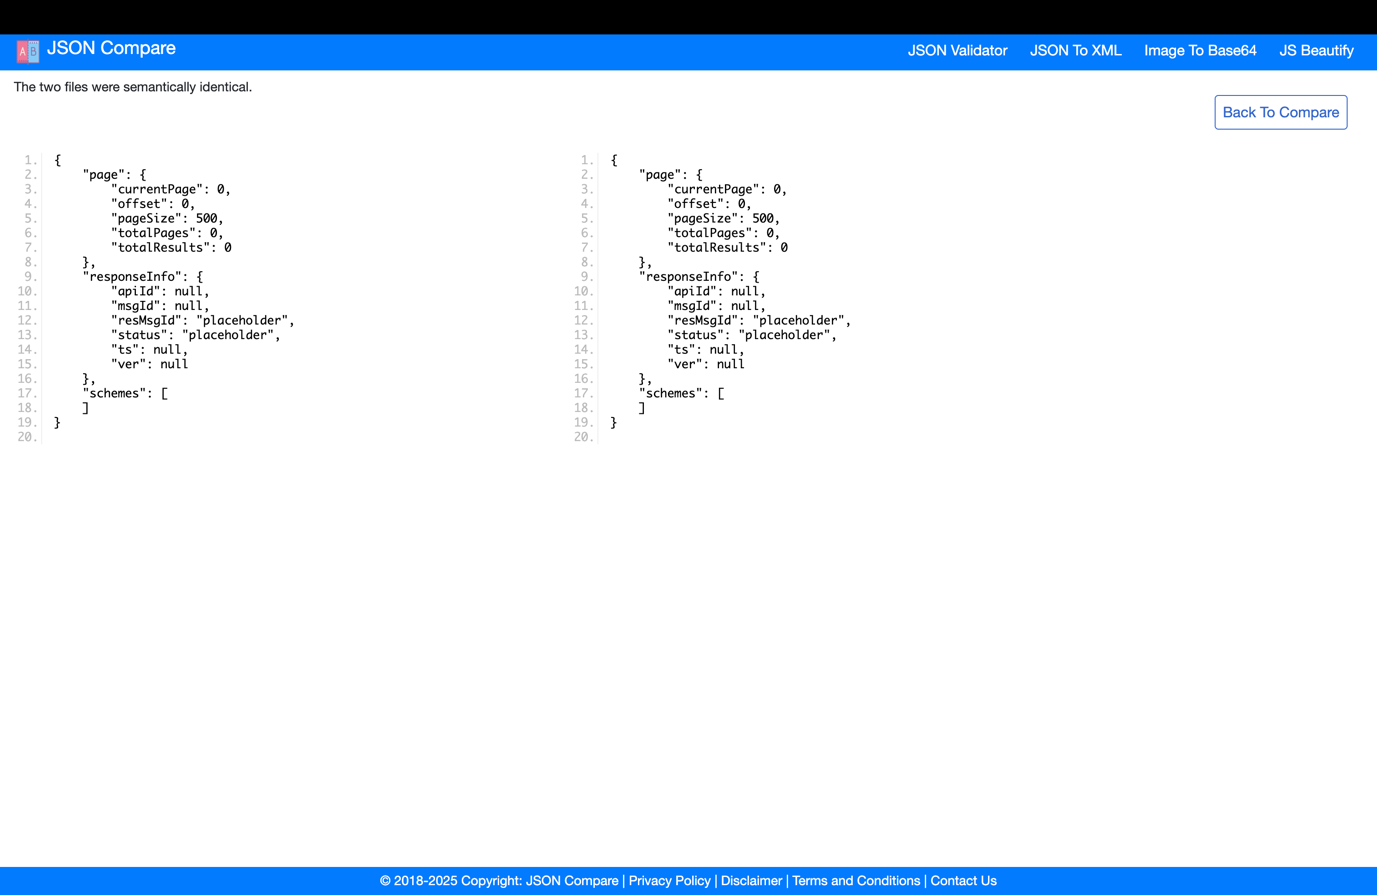 A B JSON Compare JSON Validator JSON To XML Image To Base64 JS Beautify
The two files were semantically identical.
Back To Compare
1. {
2.     "page": {
3.         "currentPage": 0,
4.         "offset": 0,
5.         "pageSize": 500,
6.         "totalPages": 0,
7.         "totalResults": 0
8.     },
9.     "responseInfo": {
10.         "apiId": null,
11.         "msgId": null,
12.         "resMsgId": "placeholder",
13.         "status": "placeholder",
14.         "ts": null,
15.         "ver": null
16.     },
17.     "schemes": [
18.     ]
19. }
20.
1. {
2.     "page": {
3.         "currentPage": 0,
4.         "offset": 0,
5.         "pageSize": 500,
6.         "totalPages": 0,
7.         "totalResults": 0
8.     },
9.     "responseInfo": {
10.         "apiId": null,
11.         "msgId": null,
12.         "resMsgId": "placeholder",
13.         "status": "placeholder",
14.         "ts": null,
15.         "ver": null
16.     },
17.     "schemes": [
18.     ]
19. }
20.
© 2018-2025 Copyright: JSON Compare | Privacy Policy | Disclaimer | Terms and Conditions | Contact Us